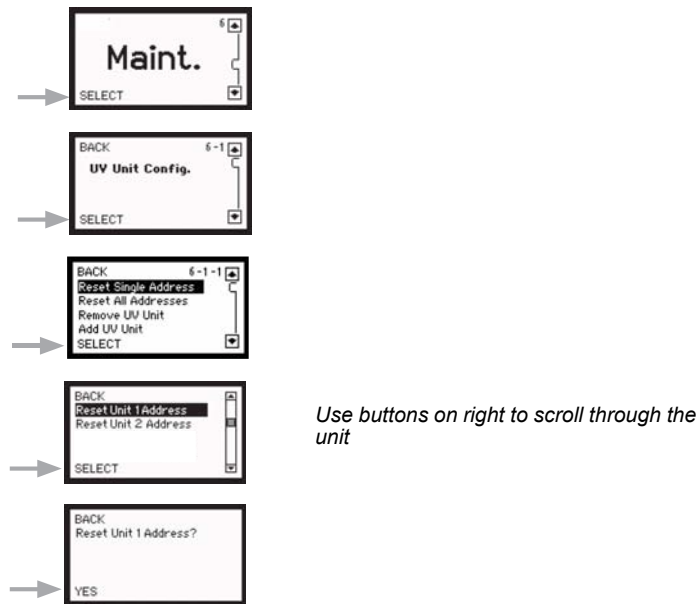 6
Maint.
SELECT
BACK 6-1
UV Unit Config.
SELECT
BACK 6-1-1
Reset Single Address
Reset All Addresses
Remove UV Unit
Add UV Unit
SELECT
BACK
Reset Unit 1 Address
Reset Unit 2 Address
SELECT
Use buttons on right to scroll through the
unit
BACK
Reset Unit 1 Address?
YES